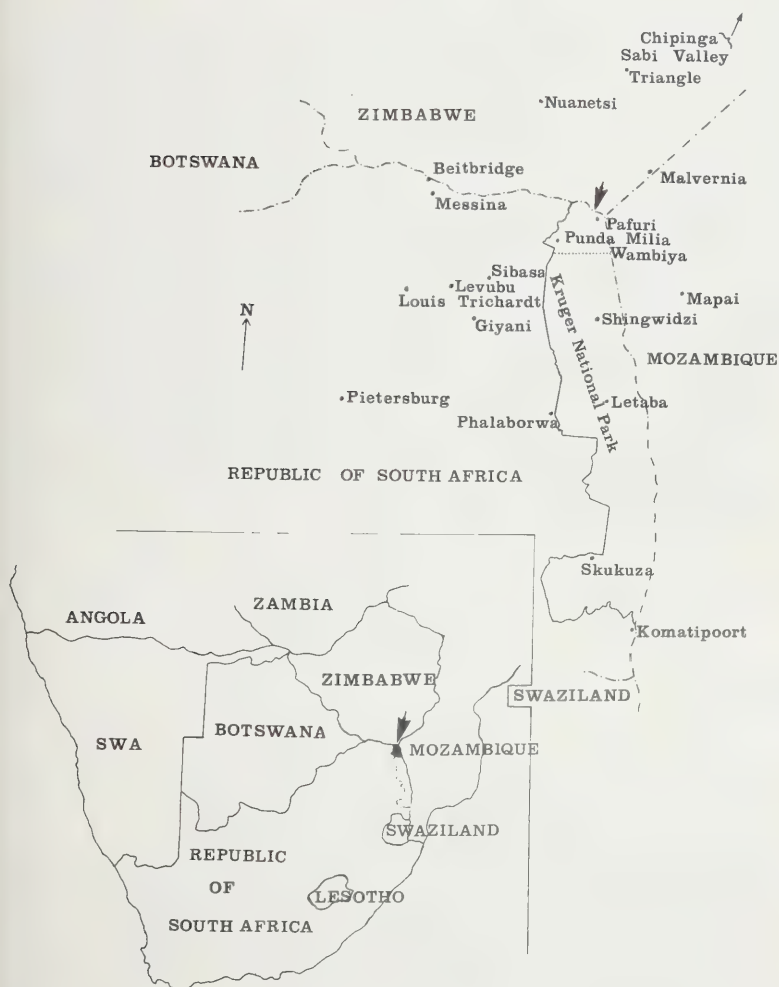 Chipinga
Sabi Valley
Triangle
Nuanetsi
ZIMBABWE
BOTSWANA
Beitbridge
Malvernia
Messina
Pafuri
Punda Milia
Wambiya
Sibasa
Levubu
Louis Trichardt
Mapai
N
Giyani
Shingwidzi
Kruger National Park
MOZAMBIQUE
Pietersburg
Letaba
Phalaborwa
REPUBLIC OF SOUTH AFRICA
Skukuza
ANGOLA
ZAMBIA
Komatipoort
ZIMBABWE
SWAZILAND
SWA
BOTSWANA
MOZAMBIQUE
SWAZILAND
REPUBLIC
OF
SOUTH AFRICA
LESOTHO